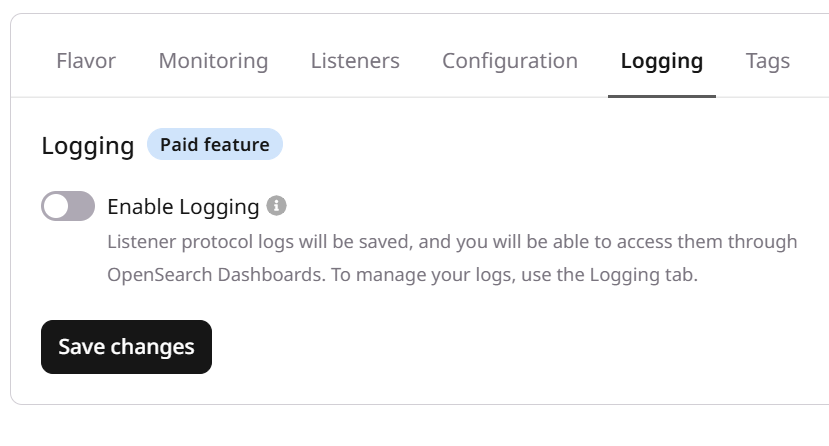 Flavor Monitoring Listeners Configuration Logging Tags
Logging Paid feature
Enable Logging
Listener protocol logs will be saved, and you will be able to access them through
OpenSearch Dashboards. To manage your logs, use the Logging tab.
Save changes